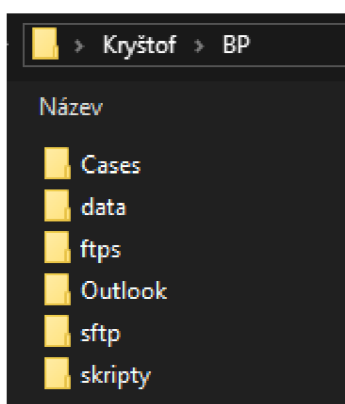 Kryštof > BP
Název
Cases
data
ftps
Outlook
sftp
skripty